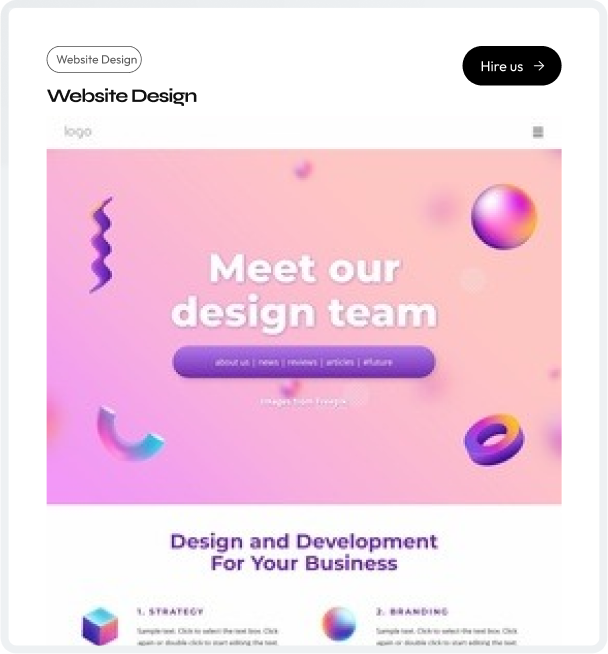 Website Design
Hire us →
Website Design
logo
Meet our
design team
about us | news | reviews | articles | #future
Images from Freepik
Design and Development
For Your Business
1. STRATEGY
2. BRANDING
Sample text. Click to select the text box. Click
again or double click to start editing the text.
Sample text. Click to select the text box. Click
again or double click to start editing the text.